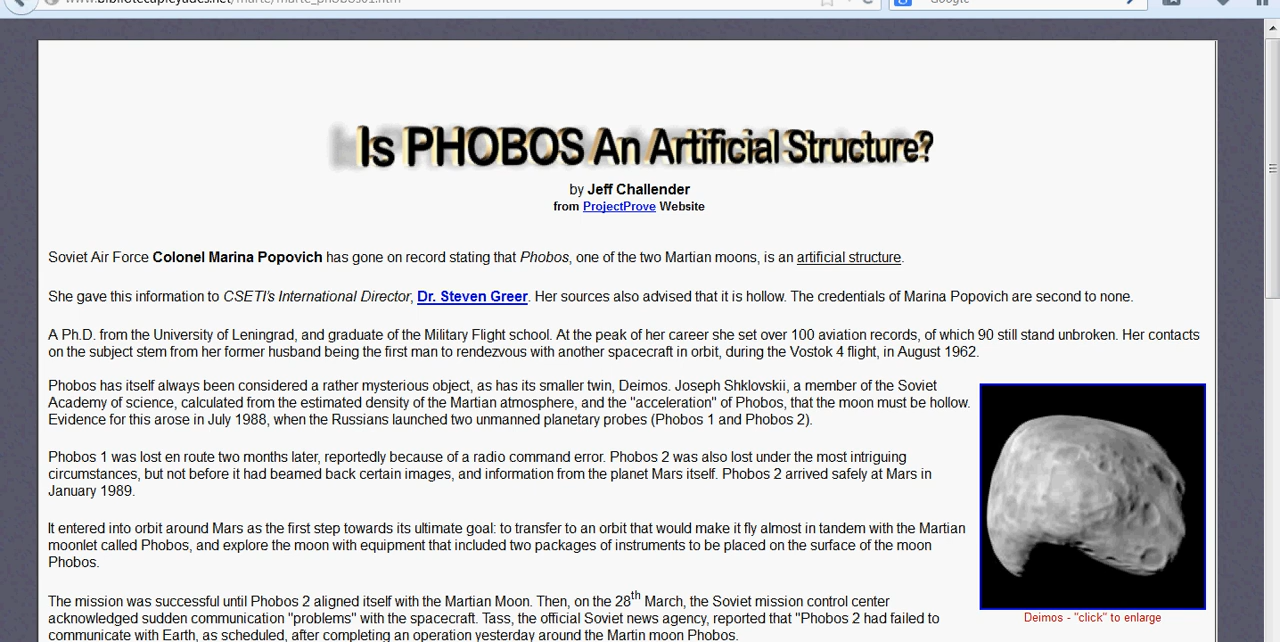 www.bibliotecapleyades.net/marte/marte_phobos01.htm
Google
Is PHOBOS An Artificial Structure?
by Jeff Challender
from ProjectProve Website
Soviet Air Force Colonel Marina Popovich has gone on record stating that Phobos, one of the two Martian moons, is an artificial structure.
She gave this information to CSETI's International Director, Dr. Steven Greer. Her sources also advised that it is hollow. The credentials of Marina Popovich are second to none.
A Ph.D. from the University of Leningrad, and graduate of the Military Flight school. At the peak of her career she set over 100 aviation records, of which 90 still stand unbroken. Her contacts
on the subject stem from her former husband being the first man to rendezvous with another spacecraft in orbit, during the Vostok 4 flight, in August 1962.
Phobos has itself always been considered a rather mysterious object, as has its smaller twin, Deimos. Joseph Shklovskii, a member of the Soviet
Academy of science, calculated from the estimated density of the Martian atmosphere, and the "acceleration" of Phobos, that the moon must be hollow.
Evidence for this arose in July 1988, when the Russians launched two unmanned planetary probes (Phobos 1 and Phobos 2).
Phobos 1 was lost en route two months later, reportedly because of a radio command error. Phobos 2 was also lost under the most intriguing
circumstances, but not before it had beamed back certain images, and information from the planet Mars itself. Phobos 2 arrived safely at Mars in
January 1989.
It entered into orbit around Mars as the first step towards its ultimate goal: to transfer to an orbit that would make it fly almost in tandem with the Martian
moonlet called Phobos, and explore the moon with equipment that included two packages of instruments to be placed on the surface of the moon
Phobos.
The mission was successful until Phobos 2 aligned itself with the Martian Moon. Then, on the 28th March, the Soviet mission control center
acknowledged sudden communication "problems" with the spacecraft. Tass, the official Soviet news agency, reported that "Phobos 2 had failed to
communicate with Earth, as scheduled, after completing an operation yesterday around the Martin moon Phobos.
Deimos - "click" to enlarge